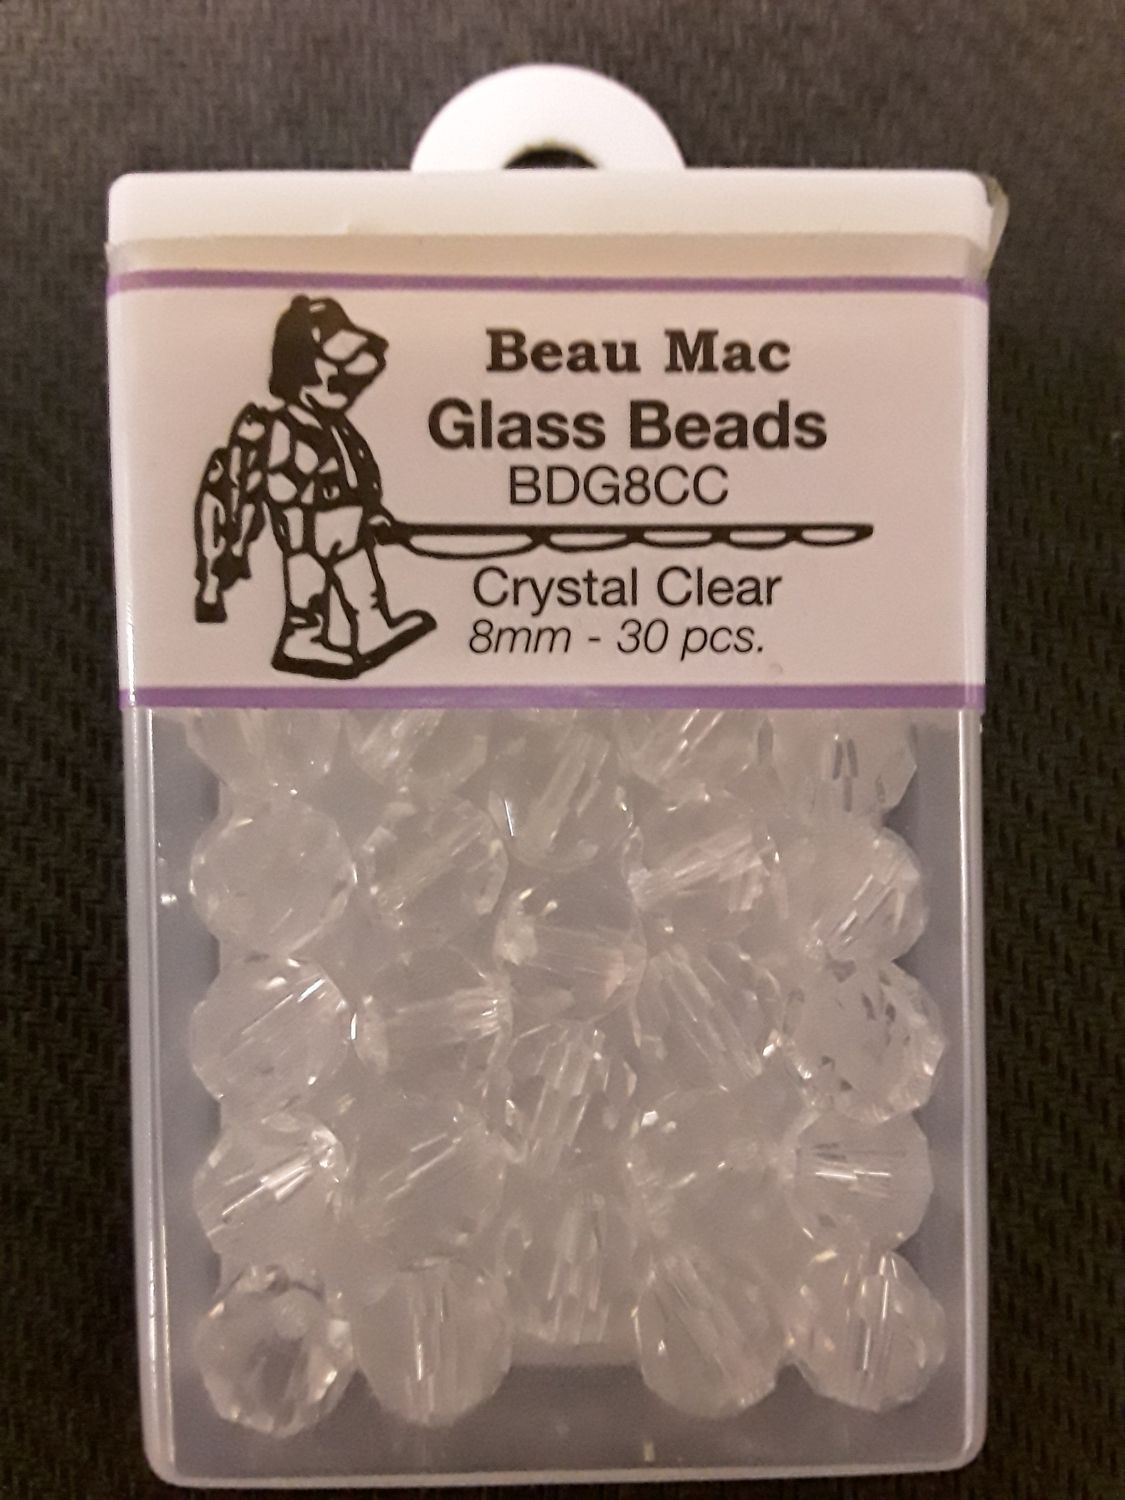 Beau Mac
Glass Beads
BDG8CC
Crystal Clear
8mm - 30 pcs.